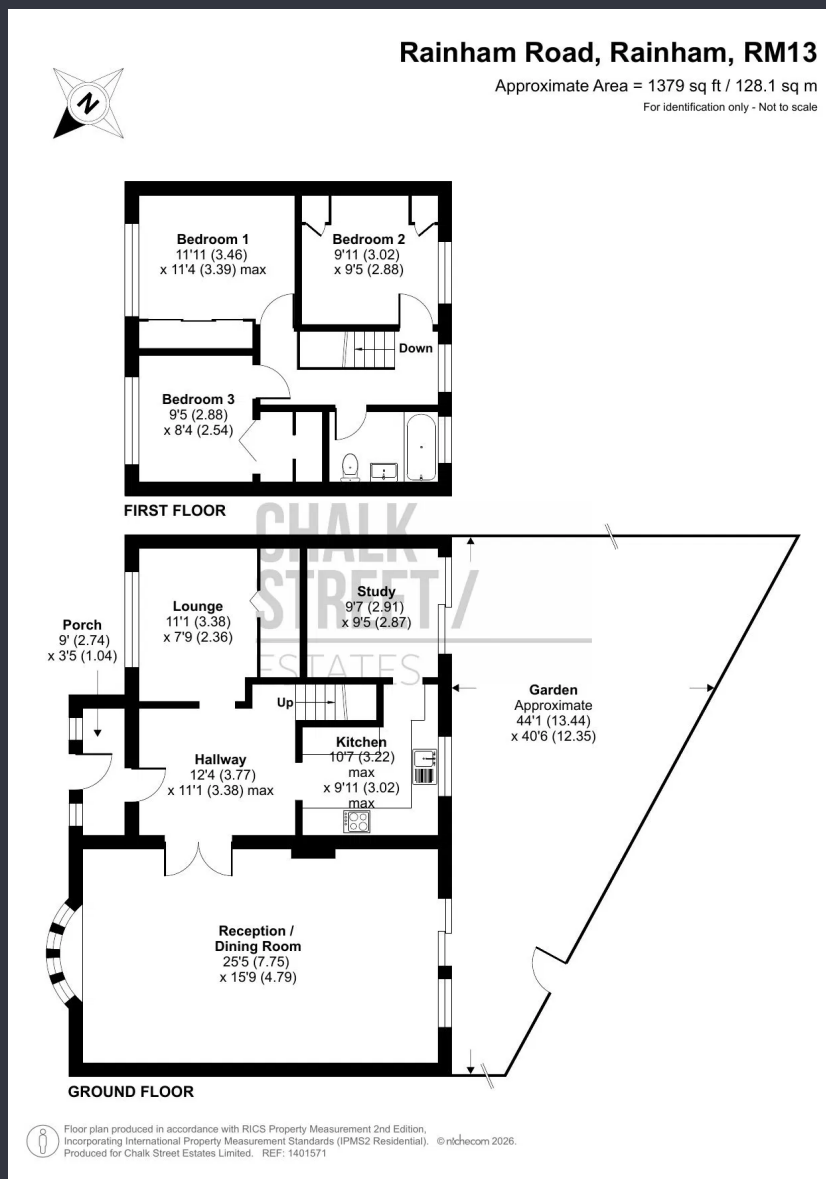 Rainham Road, Rainham, RM13
Approximate Area = 1379 sq ft / 128.1 sq m
For identification only - Not to scale
N
Bedroom 1
11'11 (3.46)
x 11'4 (3.39) max
Bedroom 2
9'11 (3.02)
x 9'5 (2.88)
Down
Bedroom 3
9'5 (2.88)
x 8'4 (2.54)
FIRST FLOOR
CHALK
STREET/
ESTATES
Lounge
11'1 (3.38)
x 7'9 (2.36)
Study
9'7 (2.91)
x 9'5 (2.87)
Porch
9' (2.74)
x 3'5 (1.04)
Up
Garden
Approximate
44'1 (13.44)
x 40'6 (12.35)
Hallway
12'4 (3.77)
x 11'1 (3.38) max
Kitchen
10'7 (3.22)
max
x 9'11 (3.02)
max
Reception /
Dining Room
25'5 (7.75)
x 15'9 (4.79)
GROUND FLOOR
Floor plan produced in accordance with RICS Property Measurement 2nd Edition,
Incorporating International Property Measurement Standards (IPMS2 Residential). © nichecom 2026.
Produced for Chalk Street Estates Limited. REF: 1401571